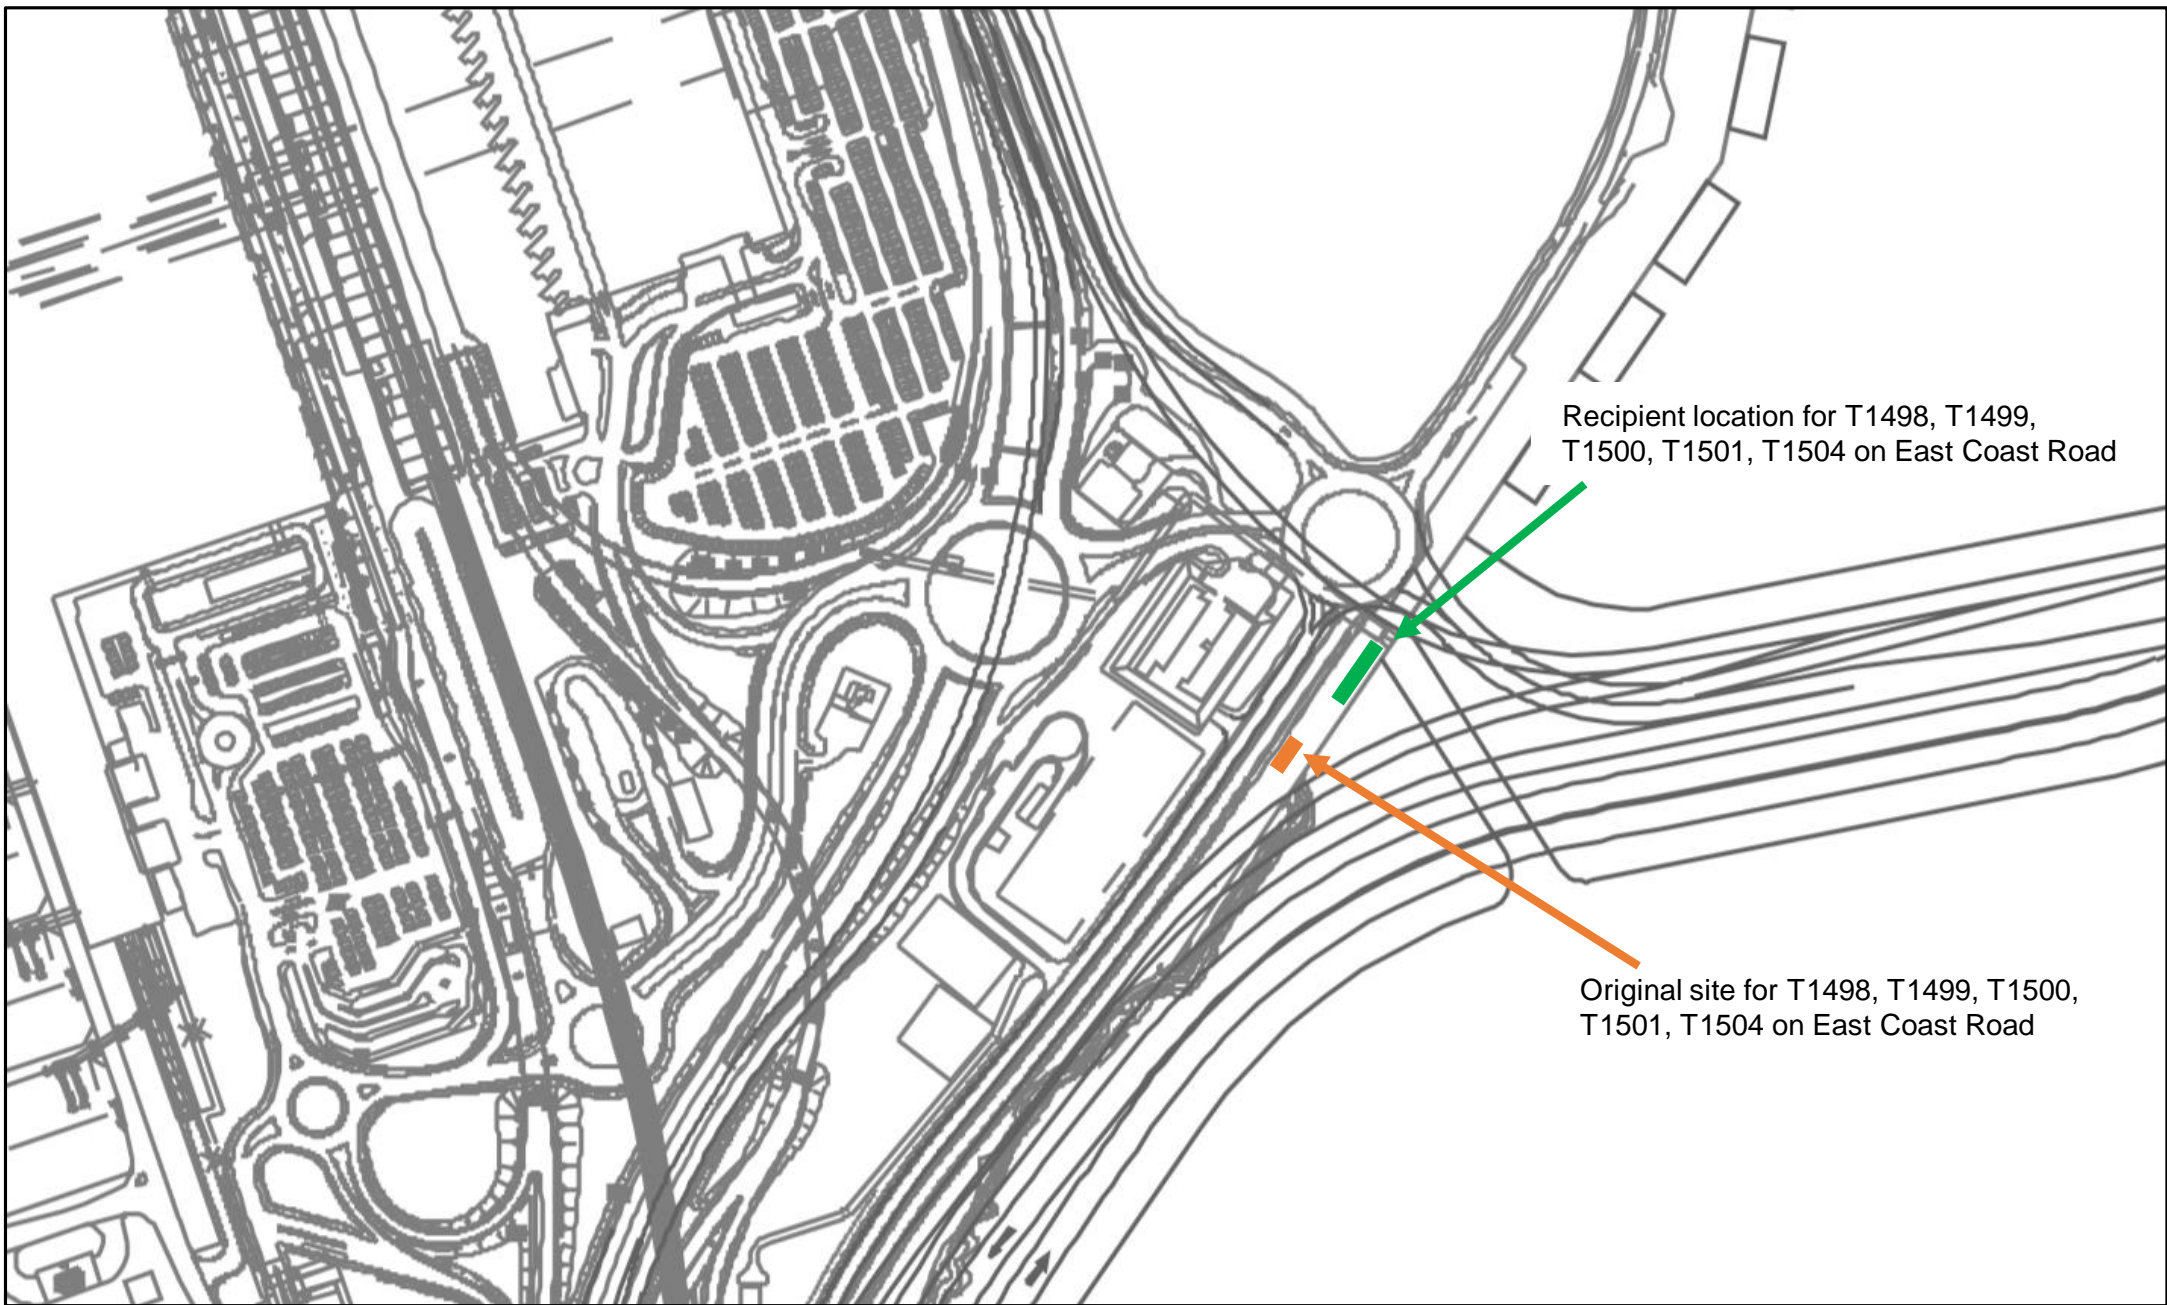 Recipient location for T1498, T1499,
T1500, T1501, T1504 on East Coast Road
Original site for T1498, T1499, T1500,
T1501, T1504 on East Coast Road